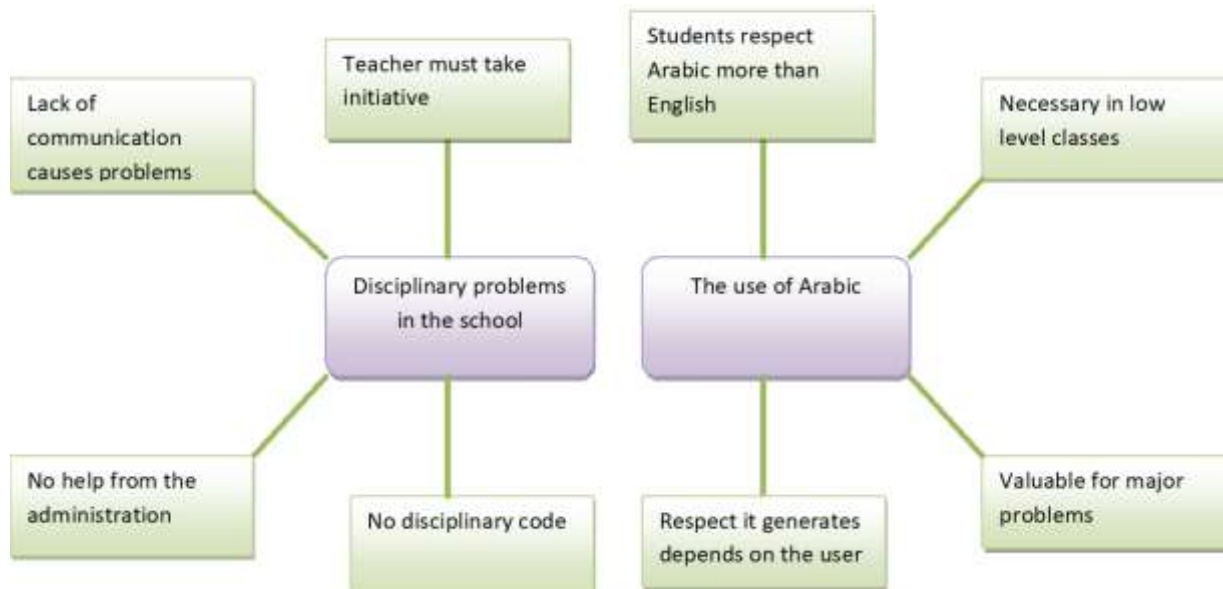 Lack of
communication
causes problems
Teacher must take
initiative
Students respect
Arabic more than
English
Necessary in low
level classes
Disciplinary problems
in the school
The use of Arabic
No help from the
administration
No disciplinary code
Respect it generates
depends on the user
Valuable for major
problems